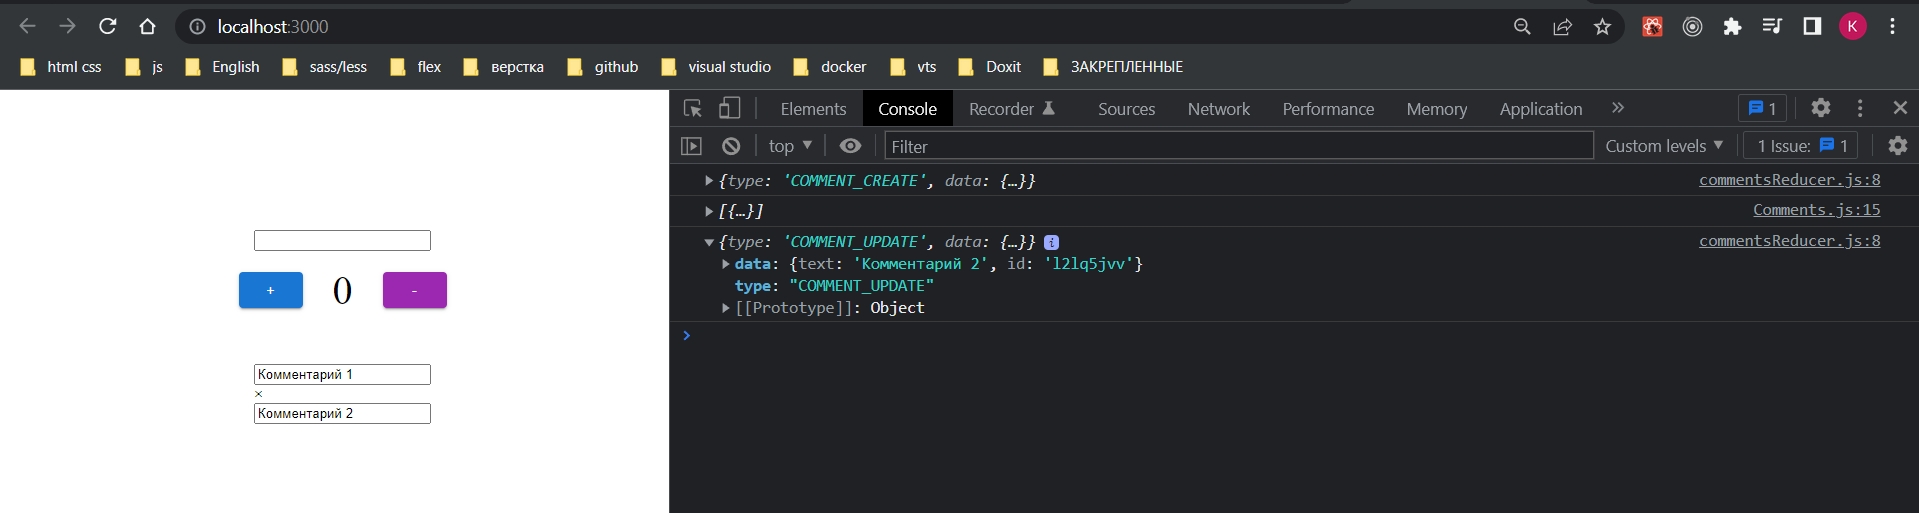 localhost:3000
K
html css js English sass/less flex верстка github visual studio docker vts Doxit ЗАКРЕПЛЕННЫЕ
Elements Console Recorder Sources Network Performance Memory Application » 1
top Filter Custom levels 1 Issue: 1
{type: 'COMMENT_CREATE', data: {…}} commentsReducer.js:8
[{…}] Comments.js:15
{type: 'COMMENT_UPDATE', data: {…}} i commentsReducer.js:8
data: {text: 'Комментарий 2', id: 'l2lq5jvv'}
type: "COMMENT_UPDATE"
[[Prototype]]: Object
+ 0 -
Комментарий 1
×
Комментарий 2